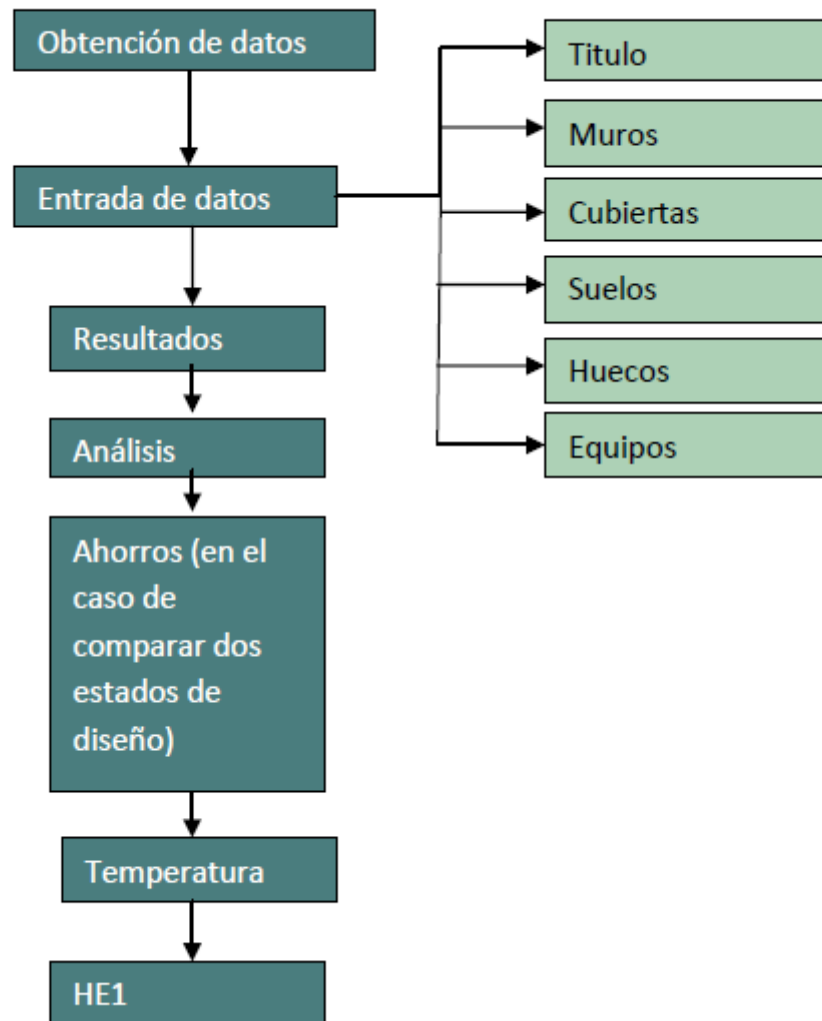 Obtención de datos
Entrada de datos
Resultados
Análisis
Ahorros (en el
caso de
comparar dos
estados de
diseño)
Temperatura
HE1
Titulo
Muros
Cubiertas
Suelos
Huecos
Equipos